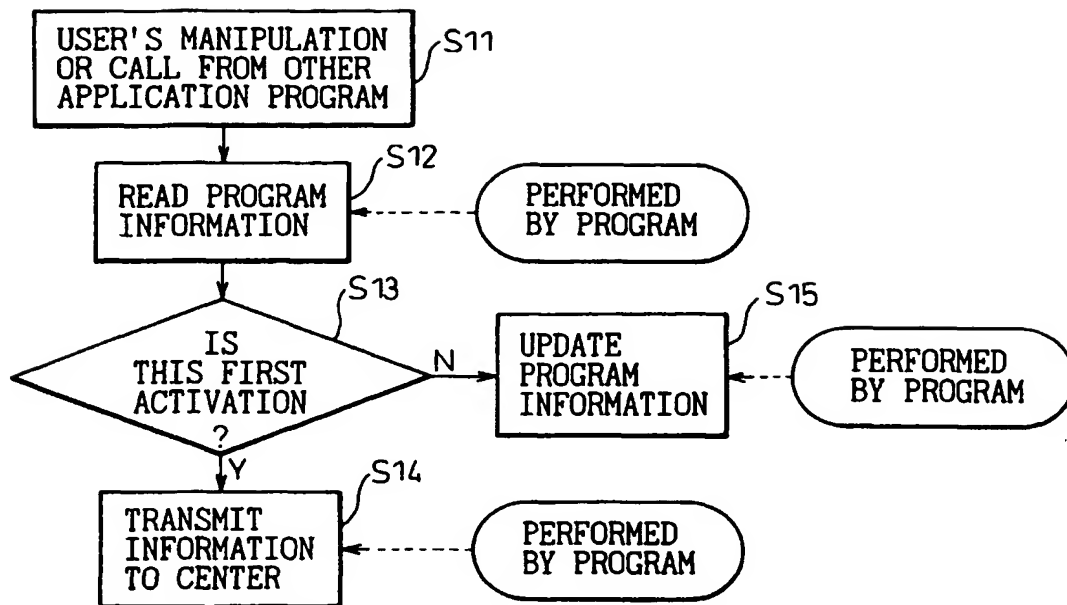 USER'S MANIPULATION
OR CALL FROM OTHER
APPLICATION PROGRAM
S11
READ PROGRAM
INFORMATION
S12
PERFORMED
BY PROGRAM
IS
THIS FIRST
ACTIVATION
?
S13
N
Y
UPDATE
PROGRAM
INFORMATION
S15
PERFORMED
BY PROGRAM
TRANSMIT
INFORMATION
TO CENTER
S14
PERFORMED
BY PROGRAM